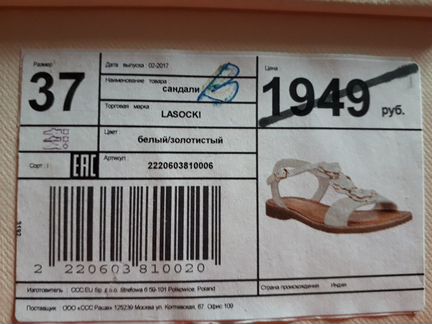 Размер
37
Дата выпуска 02-2017
Наименование товара
сандали
B
Торговая марка
LASOCKI
Цвет
белый/золотистый
Сорт: I
EAC
Артикул
2220603810006
Цена
1949 руб.
2 220603 810020
Изготовитель CCC EU Sp z.o.o. Strefowa 6 59-101 Polkowice, Poland
Страна происхождения Индия
Поставщик ООО «ССС Раша» 125239 Москва ул. Коптевская, 67 Офис 109